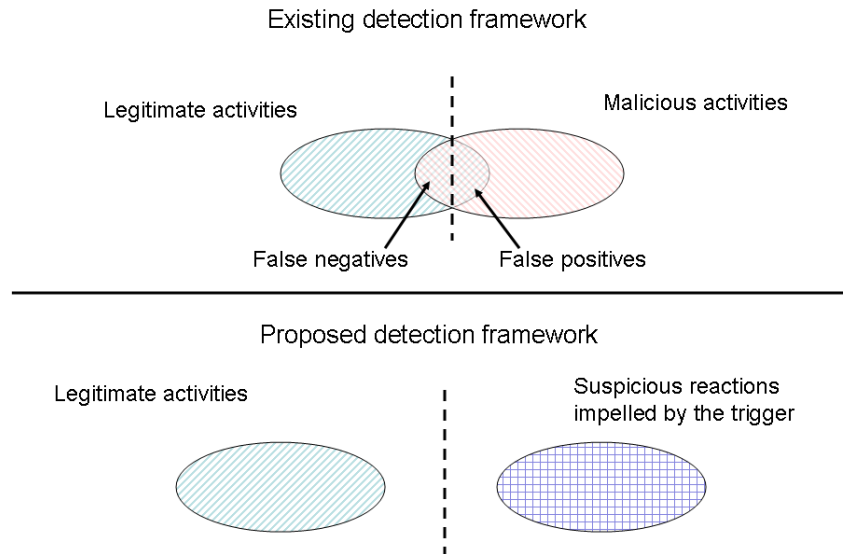 Existing detection framework
Legitimate activities
Malicious activities
False negatives
False positives
Proposed detection framework
Legitimate activities
Suspicious reactions
impelled by the trigger